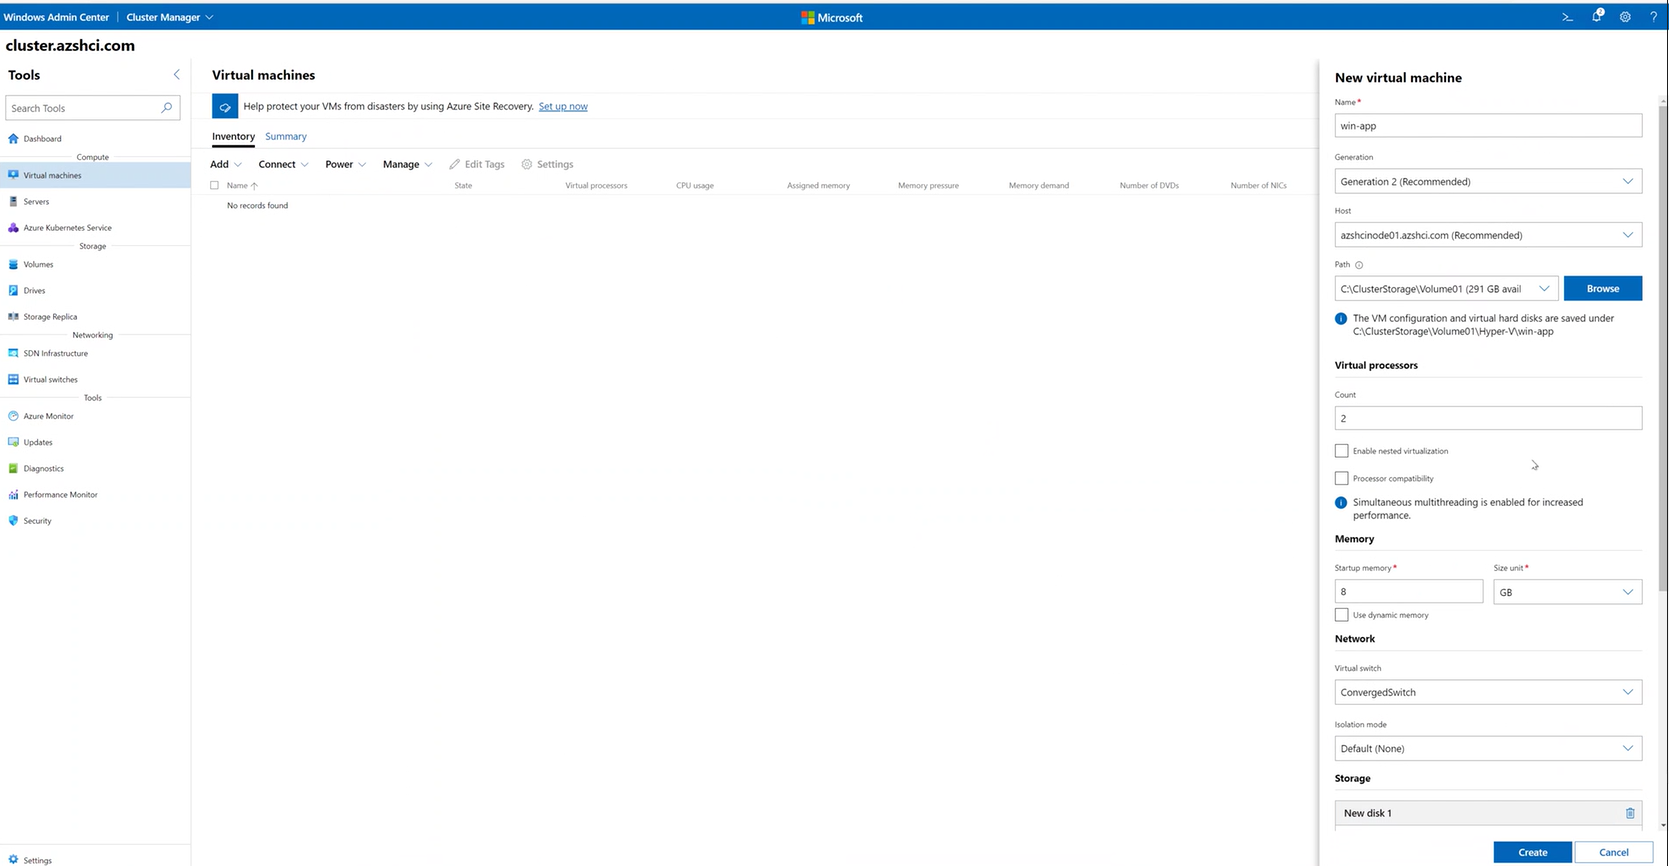 Windows Admin Center | Cluster Manager
Microsoft
2
?
cluster.azshci.com
Tools
Search Tools
Dashboard
Compute
Virtual machines
Servers
Azure Kubernetes Service
Storage
Volumes
Drives
Storage Replica
Networking
SDN Infrastructure
Virtual switches
Tools
Azure Monitor
Updates
Diagnostics
Performance Monitor
Security
Settings
Virtual machines
Help protect your VMs from disasters by using Azure Site Recovery. Set up now
Inventory Summary
Add Connect Power Manage Edit Tags Settings
Name State Virtual processors CPU usage Assigned memory Memory pressure Memory demand Number of DVDs Number of NICs
No records found
New virtual machine
Name *
win-app
Generation
Generation 2 (Recommended)
Host
azshcinode01.azshci.com (Recommended)
Path
C:\ClusterStorage\Volume01 (291 GB avail Browse
The VM configuration and virtual hard disks are saved under
C:\ClusterStorage\Volume01\Hyper-V\win-app
Virtual processors
Count
2
Enable nested virtualization
Processor compatibility
Simultaneous multithreading is enabled for increased
performance.
Memory
Startup memory * Size unit *
8 GB
Use dynamic memory
Network
Virtual switch
ConvergedSwitch
Isolation mode
Default (None)
Storage
New disk 1
Create Cancel